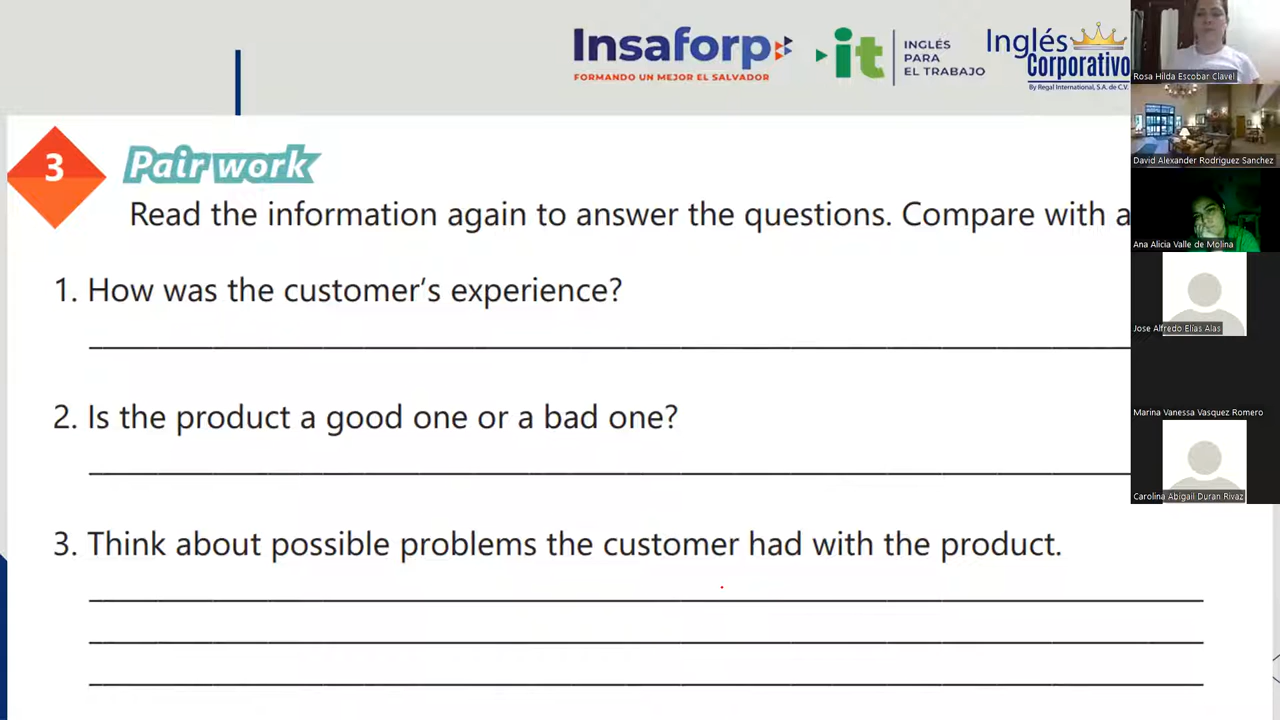 Insaforp
FORMANDO UN MEJOR EL SALVADOR
it
INGLÉS
PARA
EL TRABAJO
Inglés
Corporativo
By Regal International, S.A. de C.V.
Rosa Hilda Escobar Clavel
David Alexander Rodriguez Sanchez
Ana Alicia Valle de Molina
Jose Alfredo Elias Alas
Marina Vanessa Vasquez Romero
Carolina Abigail Duran Rivaz
3
Pair work
Read the information again to answer the questions. Compare with a
1. How was the customer's experience?
2. Is the product a good one or a bad one?
3. Think about possible problems the customer had with the product.